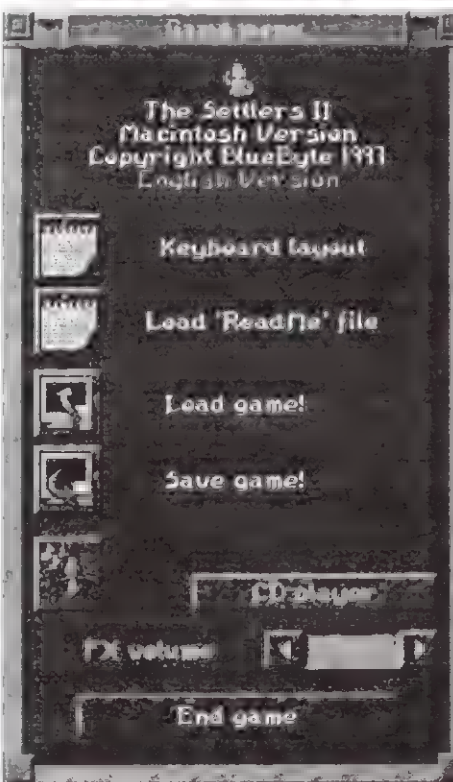 The Settlers II
Macintosh Version
Copyright BlueByte 1997
English Version
Keyboard layout
Load 'ReadMe' file
Load game!
Save game!
CD player
FX volume
End game